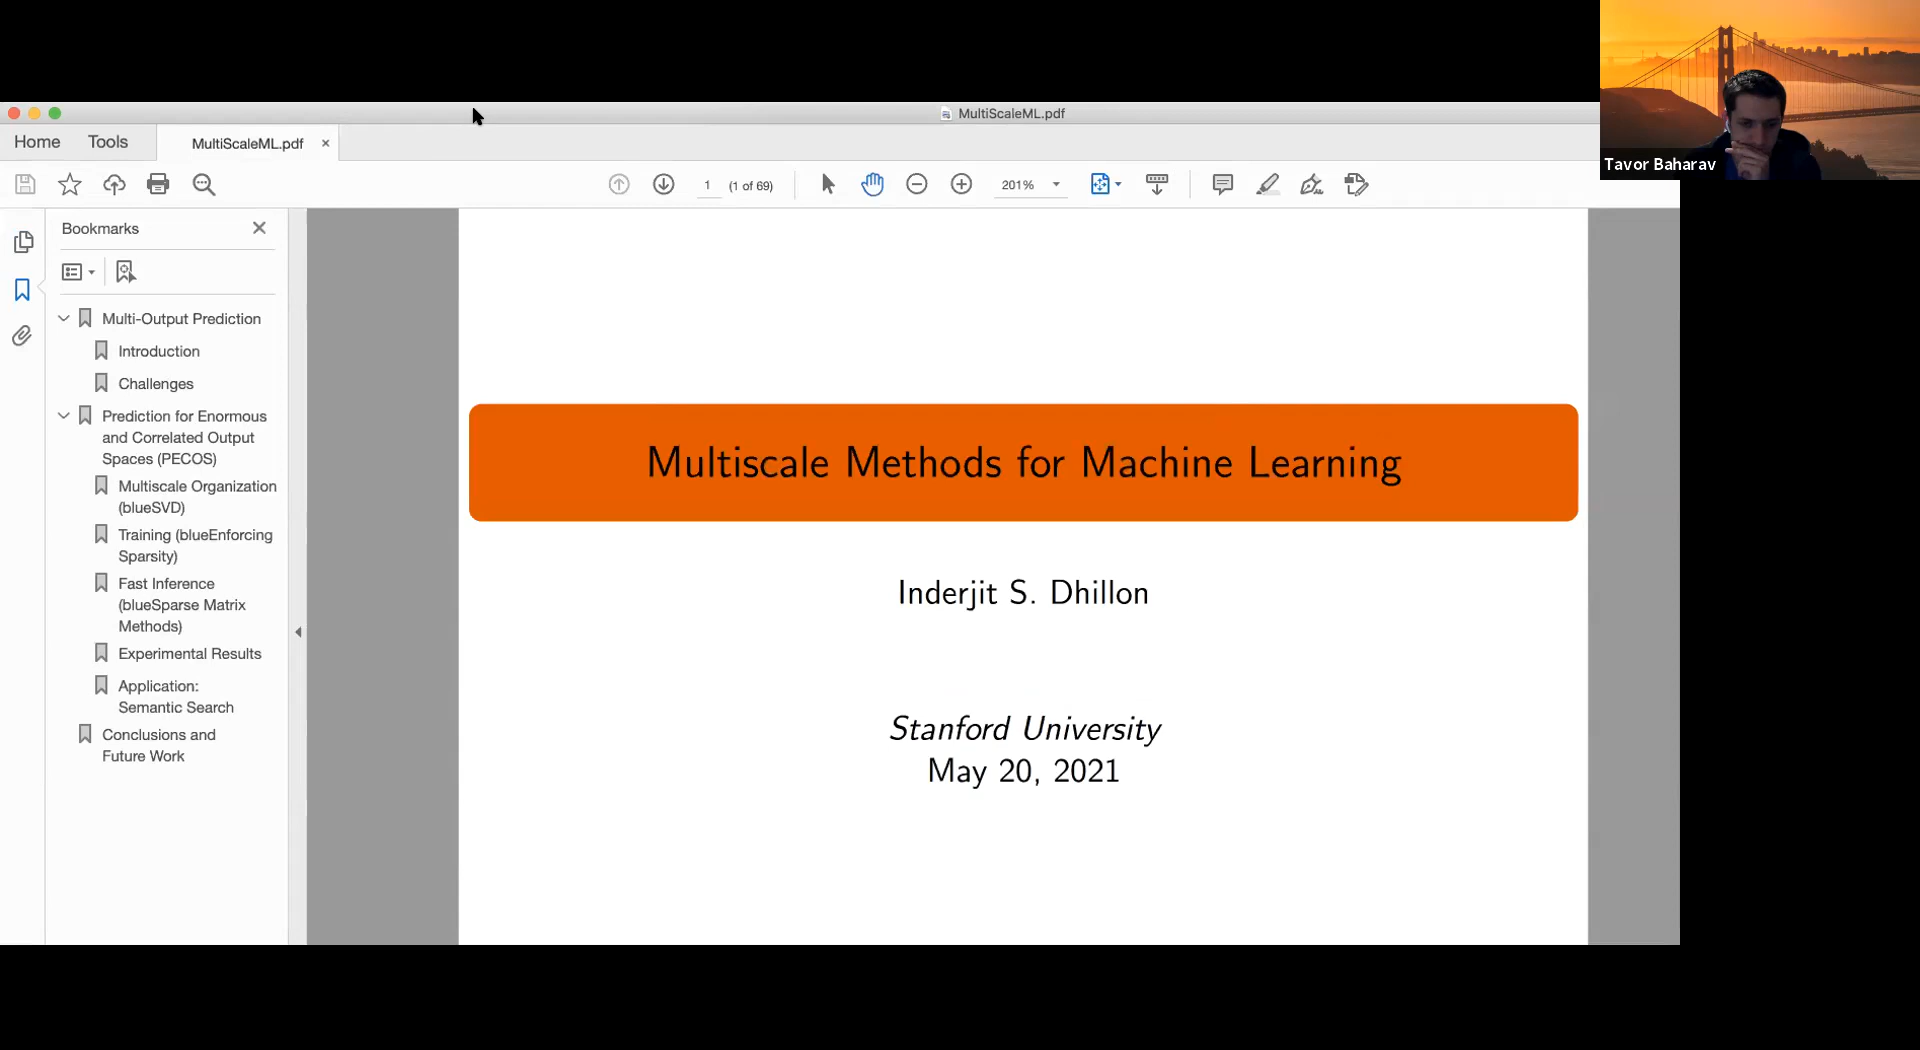 MultiScaleML.pdf
Home
Tools
MultiScaleML.pdf
1
(1 of 69)
201%
Tavor Baharav
Bookmarks
Multi-Output Prediction
Introduction
Challenges
Prediction for Enormous
and Correlated Output
Spaces (PECOS)
Multiscale Organization
(blueSVD)
Training (blueEnforcing
Sparsity)
Fast Inference
(blueSparse Matrix
Methods)
Experimental Results
Application:
Semantic Search
Conclusions and
Future Work
Multiscale Methods for Machine Learning
Inderjit S. Dhillon
Stanford University
May 20, 2021